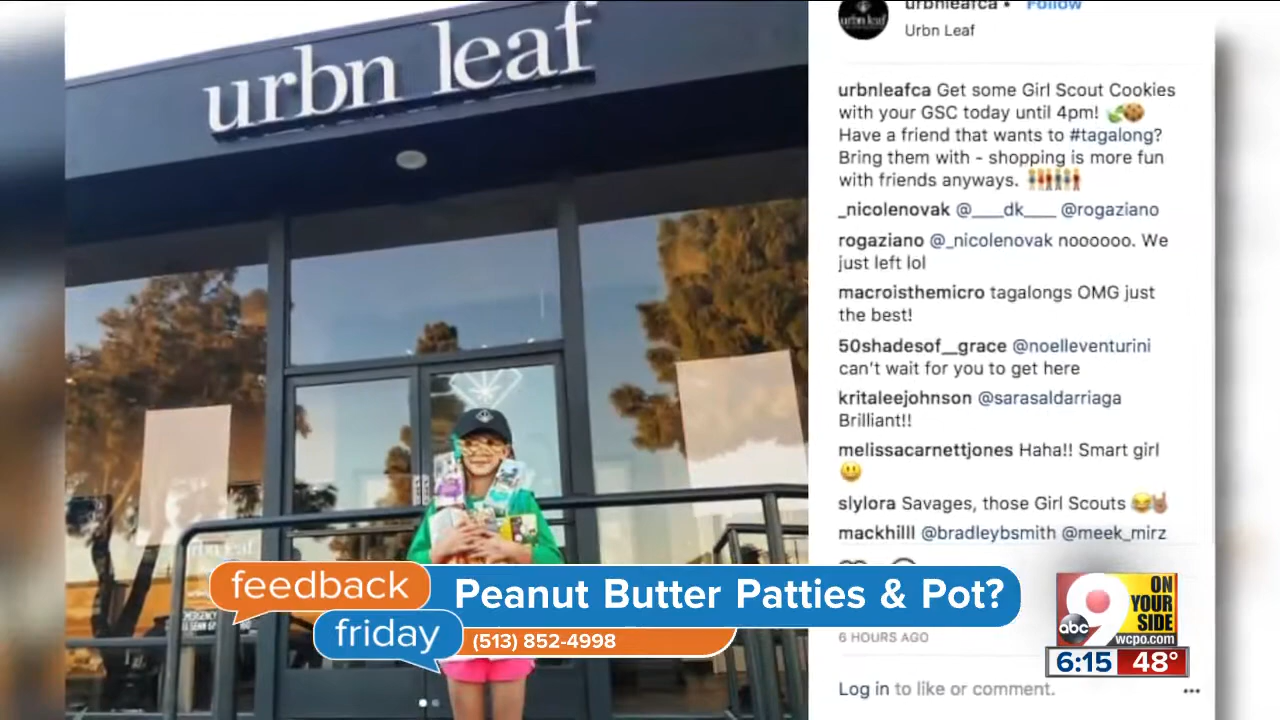 urbn leaf
urbnleafca • Follow
Urbn Leaf
urbnleafca Get some Girl Scout Cookies
with your GSC today until 4pm! 🍃🍪
Have a friend that wants to #tagalong?
Bring them with - shopping is more fun
with friends anyways.
_nicolenovak @____dk____ @rogaziano
rogaziano @_nicolenovak noooooo. We
just left lol
macroisthemicro tagalongs OMG just
the best!
50shadesof__grace @noelleventurini
can't wait for you to get here
kritaleejohnson @sarasaldarriaga
Brilliant!!
melissacarnettjones Haha!! Smart girl
😃
slylora Savages, those Girl Scouts 😂🤘🏼
mackhilll @bradleybsmith @meek_mirz
6 HOURS AGO
Log in to like or comment.
urbn leaf
feedback
friday
Peanut Butter Patties & Pot?
(513) 852-4998
abc 9
ON
YOUR
SIDE
wcpo.com
6:15 48°